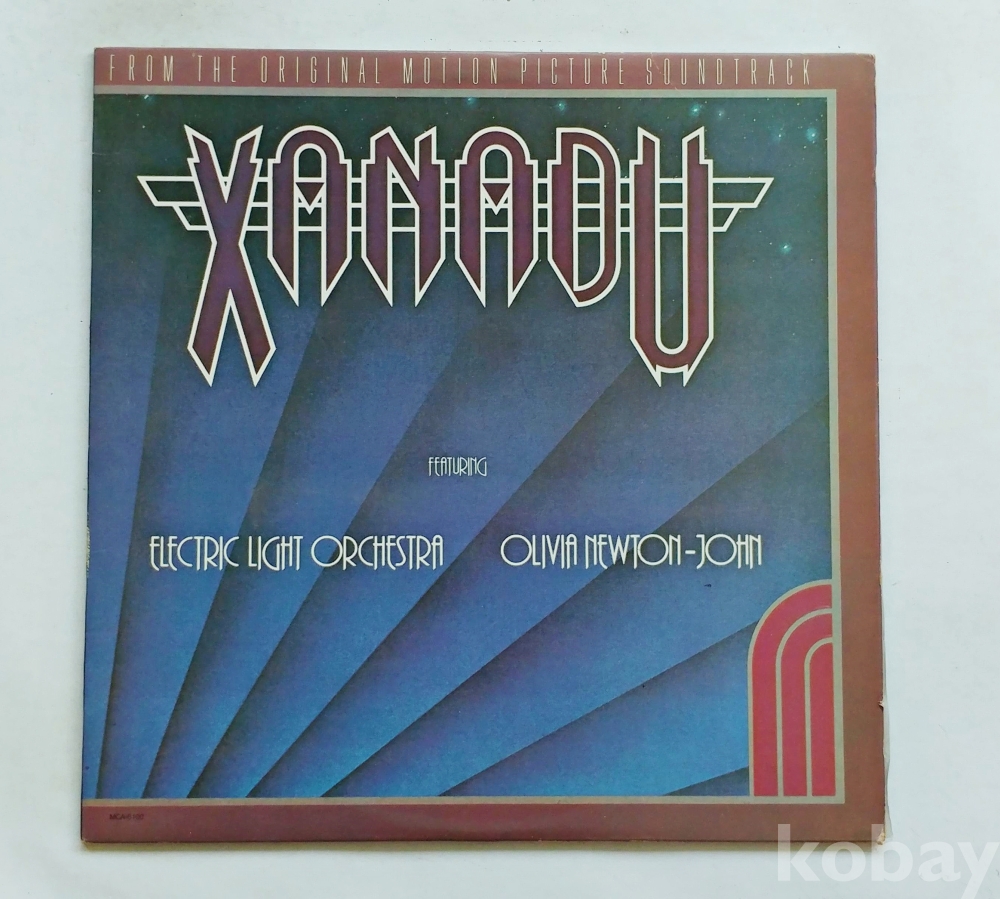 FROM THE ORIGINAL MOTION PICTURE SOUNDTRACK
XANADU
FEATURING
ELECTRIC LIGHT ORCHESTRA OLIVIA NEWTON-JOHN
kobay